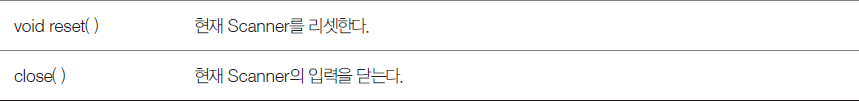 void reset( ) 현재 Scanner를 리셋한다.
close( ) 현재 Scanner의 입력을 닫는다.